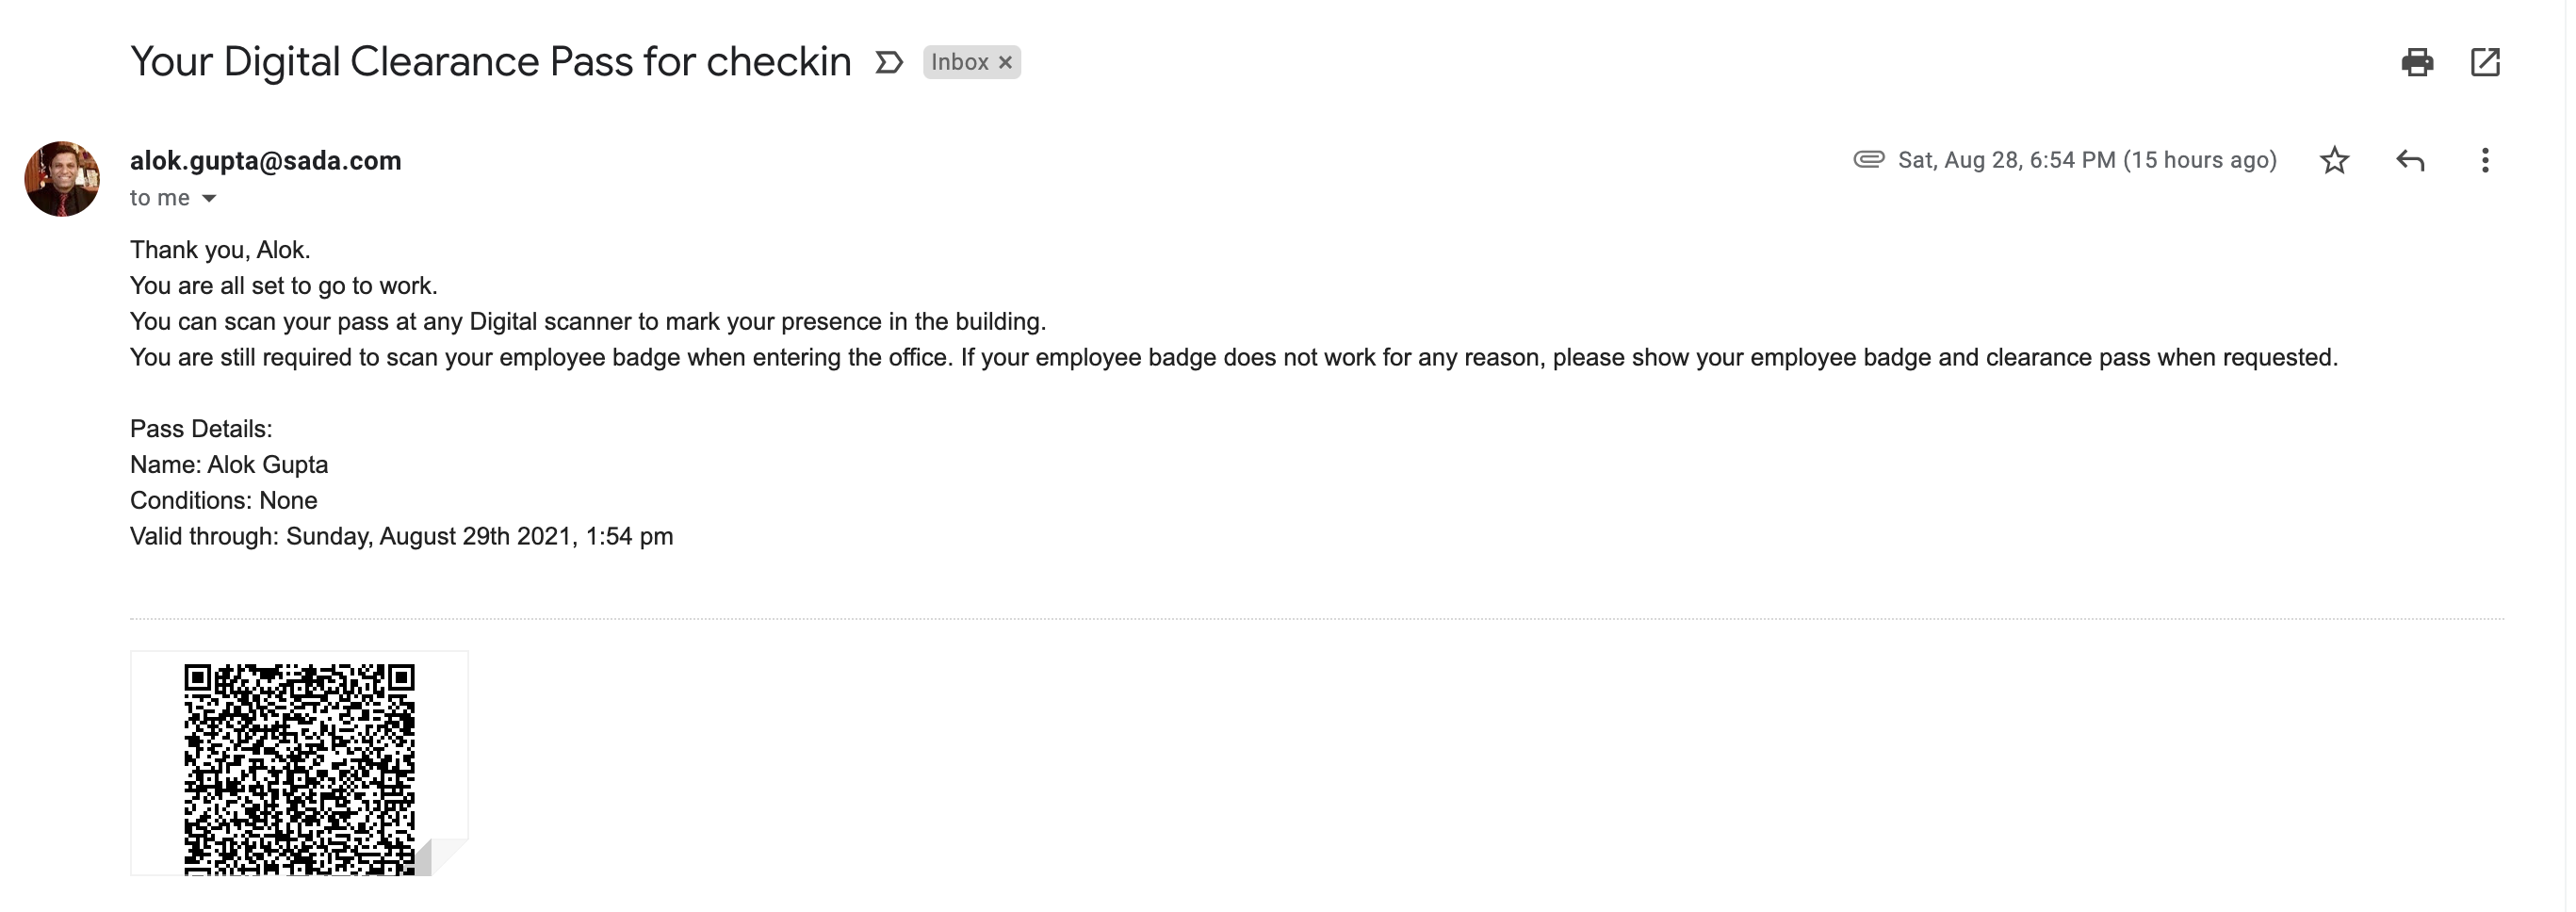 Your Digital Clearance Pass for checkin Inbox ×
alok.gupta@sada.com Sat, Aug 28, 6:54 PM (15 hours ago)
to me
Thank you, Alok.
You are all set to go to work.
You can scan your pass at any Digital scanner to mark your presence in the building.
You are still required to scan your employee badge when entering the office. If your employee badge does not work for any reason, please show your employee badge and clearance pass when requested.
Pass Details:
Name: Alok Gupta
Conditions: None
Valid through: Sunday, August 29th 2021, 1:54 pm